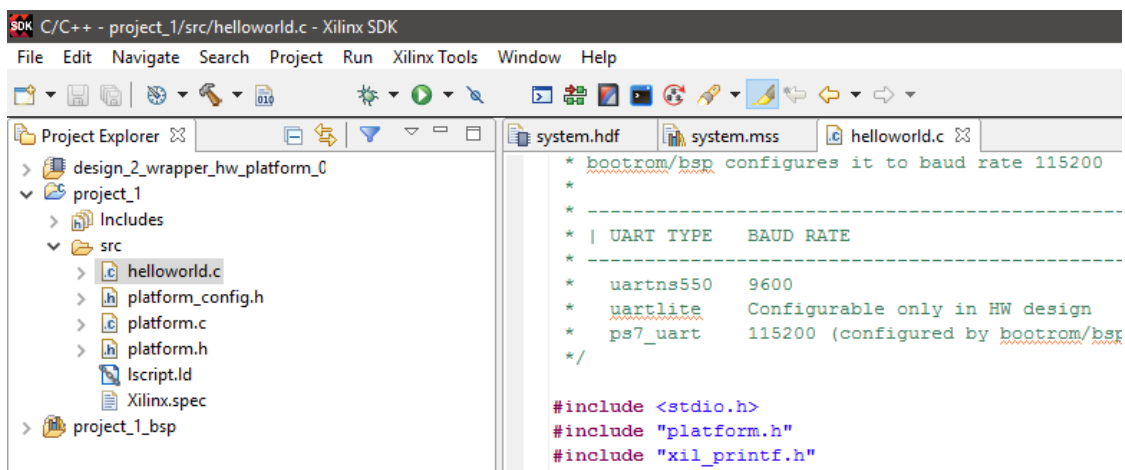 SDK C/C++ - project_1/src/helloworld.c - Xilinx SDK
File Edit Navigate Search Project Run Xilinx Tools Window Help
010
Project Explorer
design_2_wrapper_hw_platform_0
project_1
Includes
src
helloworld.c
platform_config.h
platform.c
platform.h
lscript.ld
Xilinx.spec
project_1_bsp
system.hdf system.mss helloworld.c
* bootrom/bsp configures it to baud rate 115200
*
* ------------------------------------------------
* | UART TYPE BAUD RATE
* ------------------------------------------------
* uartns550 9600
* uartlite Configurable only in HW design
* ps7_uart 115200 (configured by bootrom/bsp
*/
#include <stdio.h>
#include "platform.h"
#include "xil_printf.h"